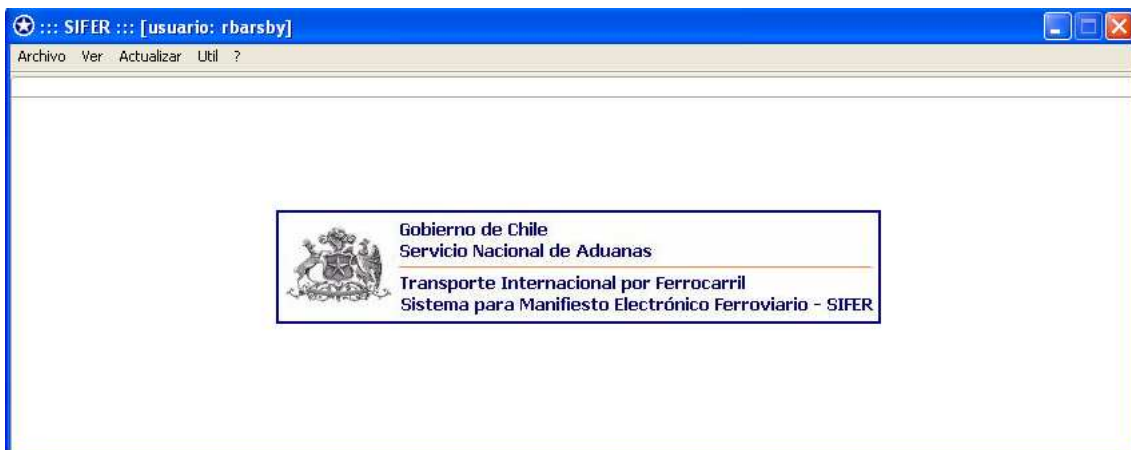 ::: SIFER ::: [usuario: rbarsby]
Archivo Ver Actualizar Util ?
Gobierno de Chile
Servicio Nacional de Aduanas
Transporte Internacional por Ferrocarril
Sistema para Manifiesto Electrónico Ferroviario - SIFER